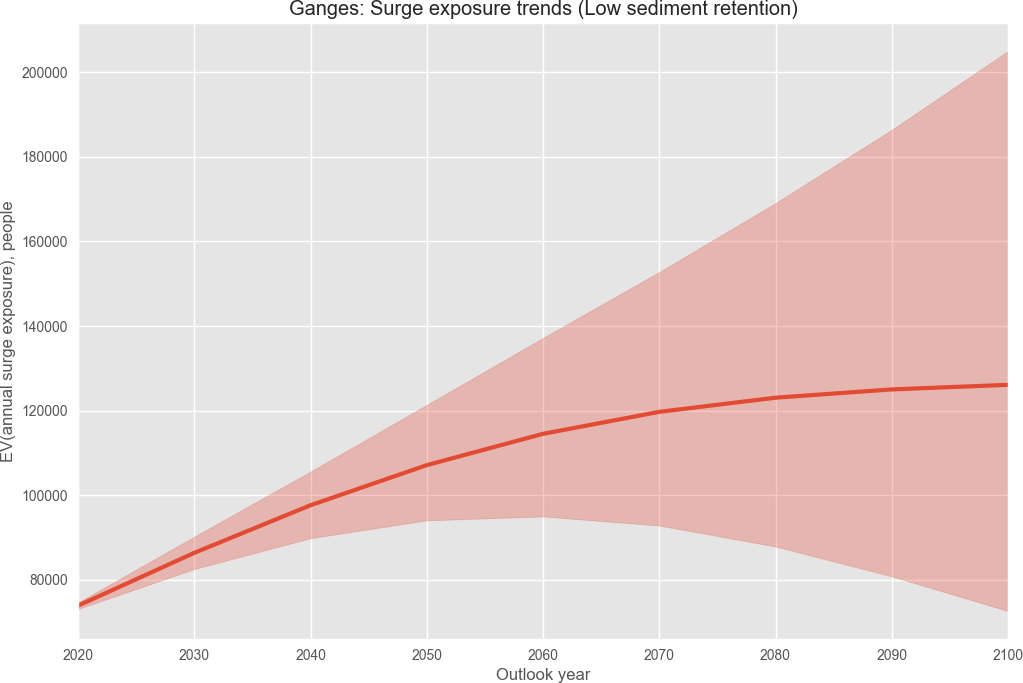 Ganges: Surge exposure trends (Low sediment retention)
EV(annual surge exposure), people
200000
180000
160000
140000
120000
100000
80000
2020 2030 2040 2050 2060 2070 2080 2090 2100
Outlook year